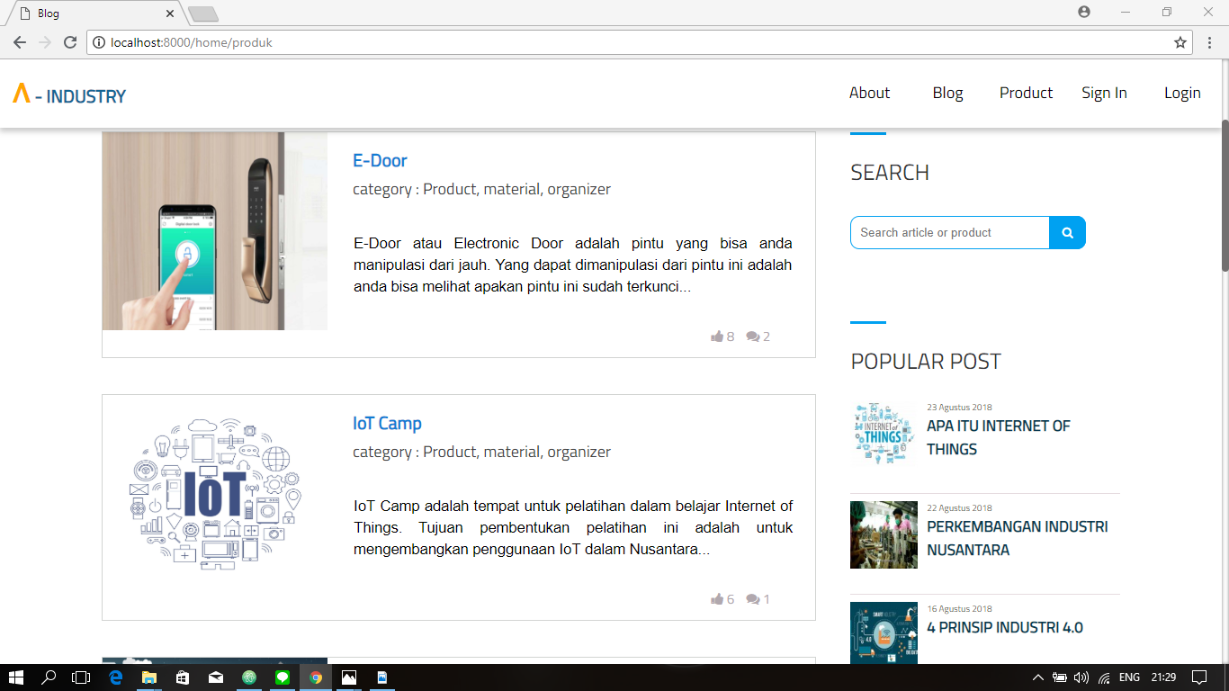 Blog
localhost:8000/home/produk
Λ - INDUSTRY
About
Blog
Product
Sign In
Login
E-Door
category : Product, material, organizer
E-Door atau Electronic Door adalah pintu yang bisa anda
manipulasi dari jauh. Yang dapat dimanipulasi dari pintu ini adalah
anda bisa melihat apakan pintu ini sudah terkunci...
8
2
IoT
IoT Camp
category : Product, material, organizer
IoT Camp adalah tempat untuk pelatihan dalam belajar Internet of
Things. Tujuan pembentukan pelatihan ini adalah untuk
mengembangkan penggunaan IoT dalam Nusantara...
6
1
SEARCH
Search article or product
POPULAR POST
INTERNET of
THINGS
23 Agustus 2018
APA ITU INTERNET OF
THINGS
22 Agustus 2018
PERKEMBANGAN INDUSTRI
NUSANTARA
16 Agustus 2018
4 PRINSIP INDUSTRI 4.0
ENG
21:29